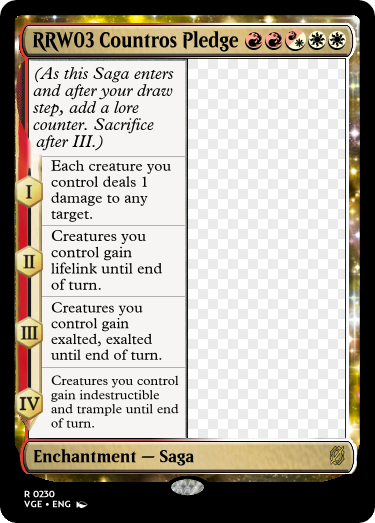 RRW03 Countros Pledge
(As this Saga enters
and after your draw
step, add a lore
counter. Sacrifice
after III.)
I
Each creature you
control deals 1
damage to any
target.
II
Creatures you
control gain
lifelink until end
of turn.
III
Creatures you
control gain
exalted, exalted
until end of turn.
IV
Creatures you control
gain indestructible
and trample until end
of turn.
Enchantment — Saga
R 0230
VGE • ENG